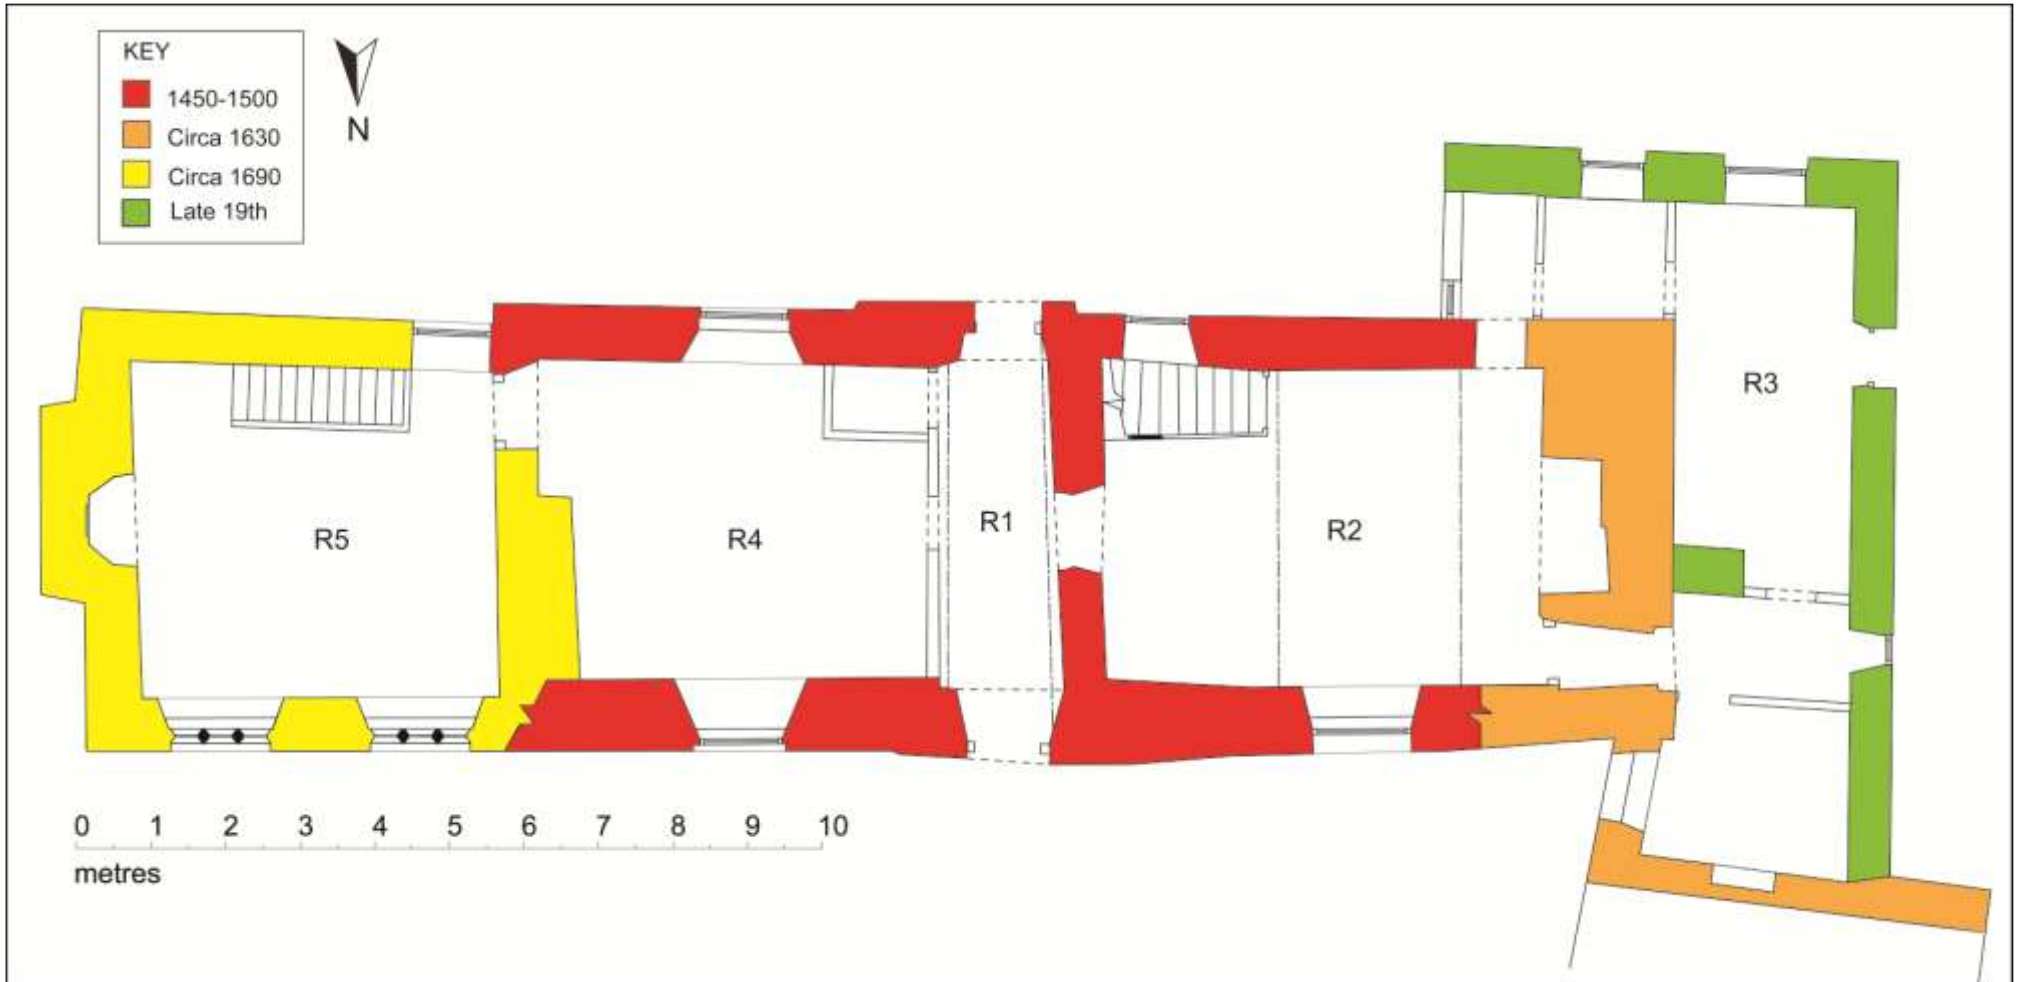 KEY
1450-1500
Circa 1630
Circa 1690
Late 19th
N
R3
R1
R2
R5
R4
0 1 2 3 4 5 6 7 8 9 10
metres